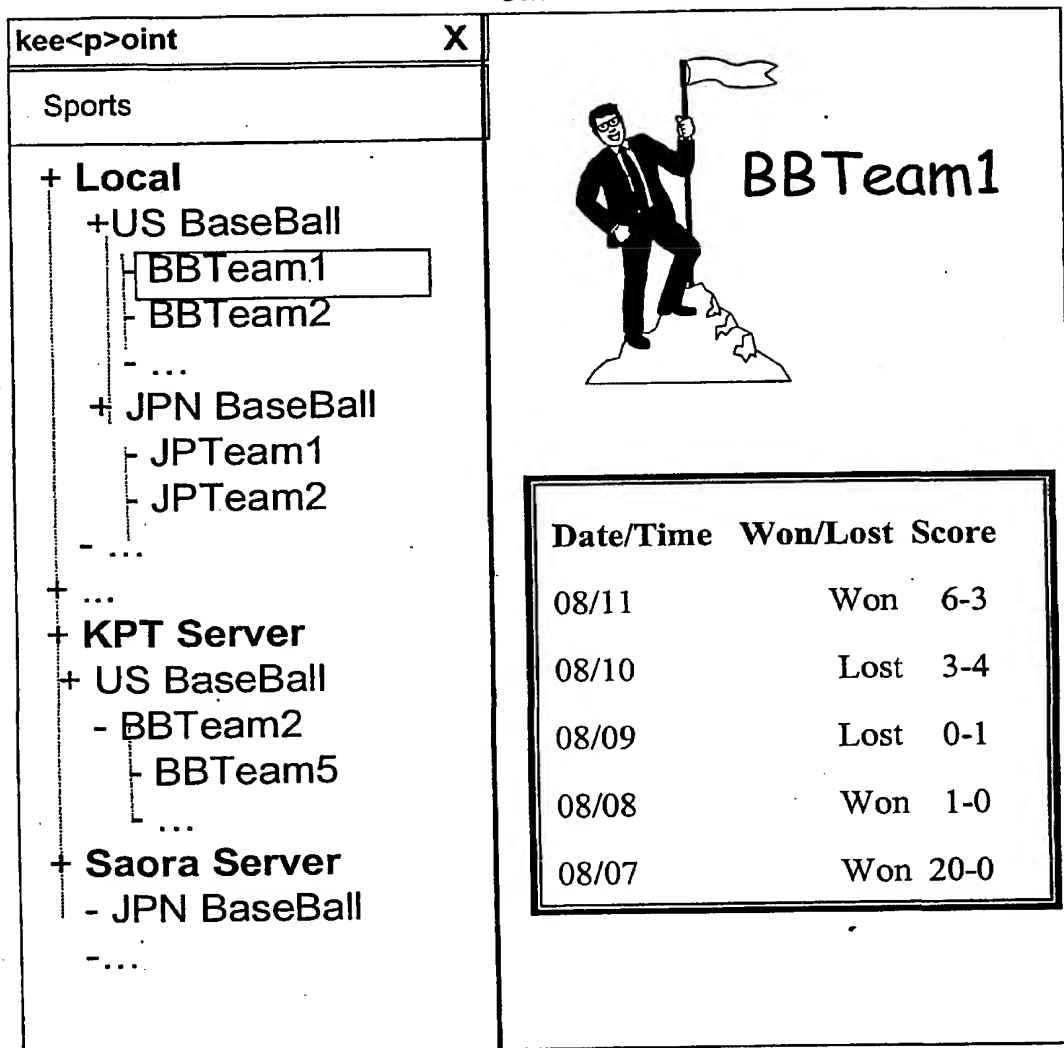 kee<p>oint X
Sports
+ Local
+US BaseBall
- BBTeam1
- BBTeam2
- ...
+ JPN BaseBall
- JPTeam1
- JPTeam2
- ...
+ ...
+ KPT Server
+ US BaseBall
- BBTeam2
- BBTeam5
- ...
+ Saora Server
- JPN BaseBall
-...
BBTeam1
Date/Time Won/Lost Score
08/11 Won 6-3
08/10 Lost 3-4
08/09 Lost 0-1
08/08 Won 1-0
08/07 Won 20-0